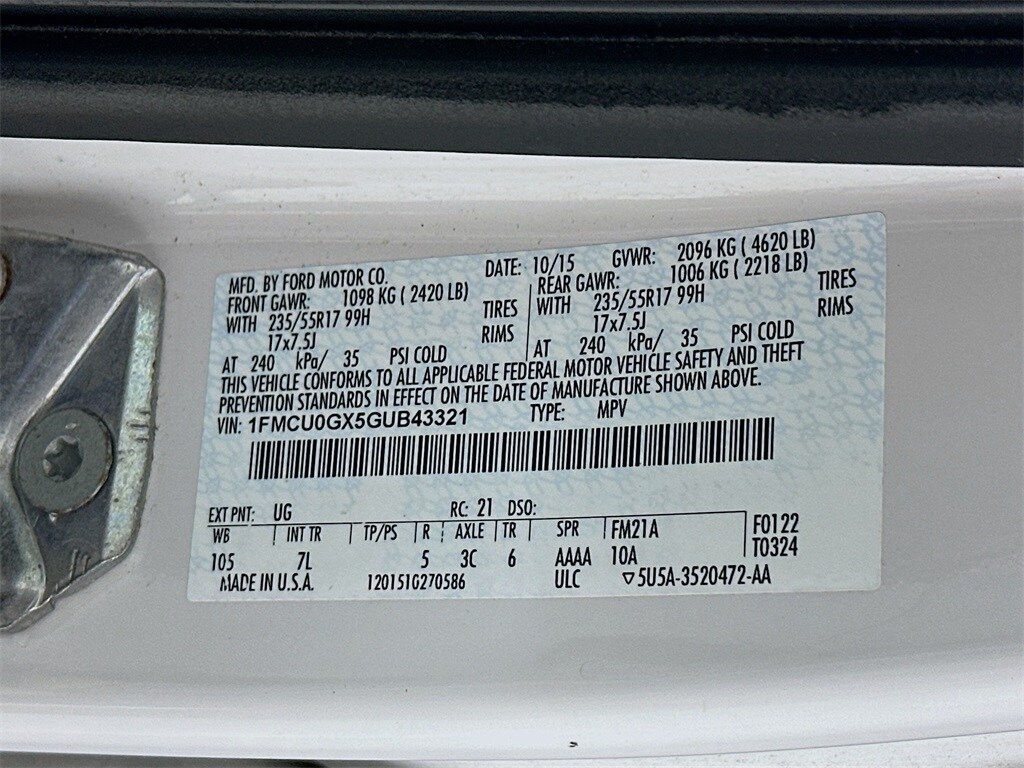 MFD. BY FORD MOTOR CO. DATE: 10/15 GVWR: 2096 KG ( 4620 LB)
FRONT GAWR: 1098 KG ( 2420 LB) REAR GAWR: 1006 KG ( 2218 LB)
WITH 235/55R17 99H TIRES WITH 235/55R17 99H TIRES
17x7.5J RIMS 17x7.5J RIMS
AT 240 kPa/ 35 PSI COLD AT 240 kPa/ 35 PSI COLD
THIS VEHICLE CONFORMS TO ALL APPLICABLE FEDERAL MOTOR VEHICLE SAFETY AND THEFT
PREVENTION STANDARDS IN EFFECT ON THE DATE OF MANUFACTURE SHOWN ABOVE.
VIN: 1FMCU0GX5GUB43321 TYPE: MPV
EXT PNT: UG RC: 21 DSO:
WB INT TR TP/PS R AXLE TR SPR FM21A F0122
105 7L 5 3C 6 AAAA 10A T0324
MADE IN U.S.A. 1201510270586 ULC ▽5U5A-3520472-AA